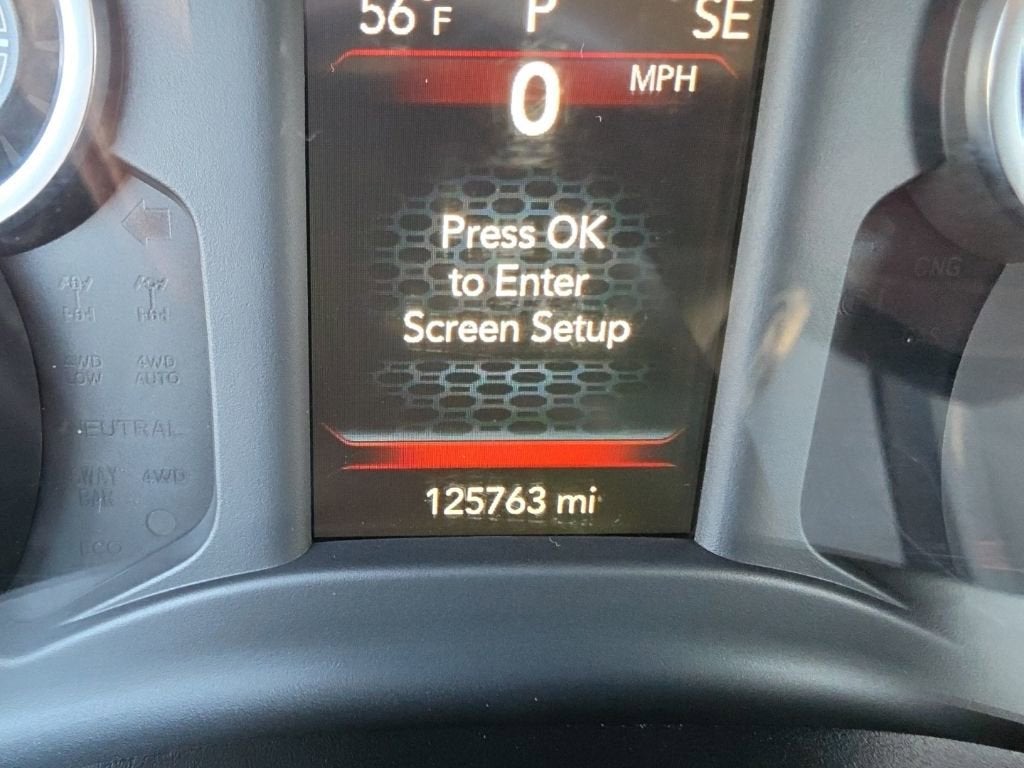 56°F P SE
0 MPH
Press OK
to Enter
Screen Setup
125763 mi
4WD 4WD
LOW AUTO
NEUTRAL
4WD
ECO
CNG